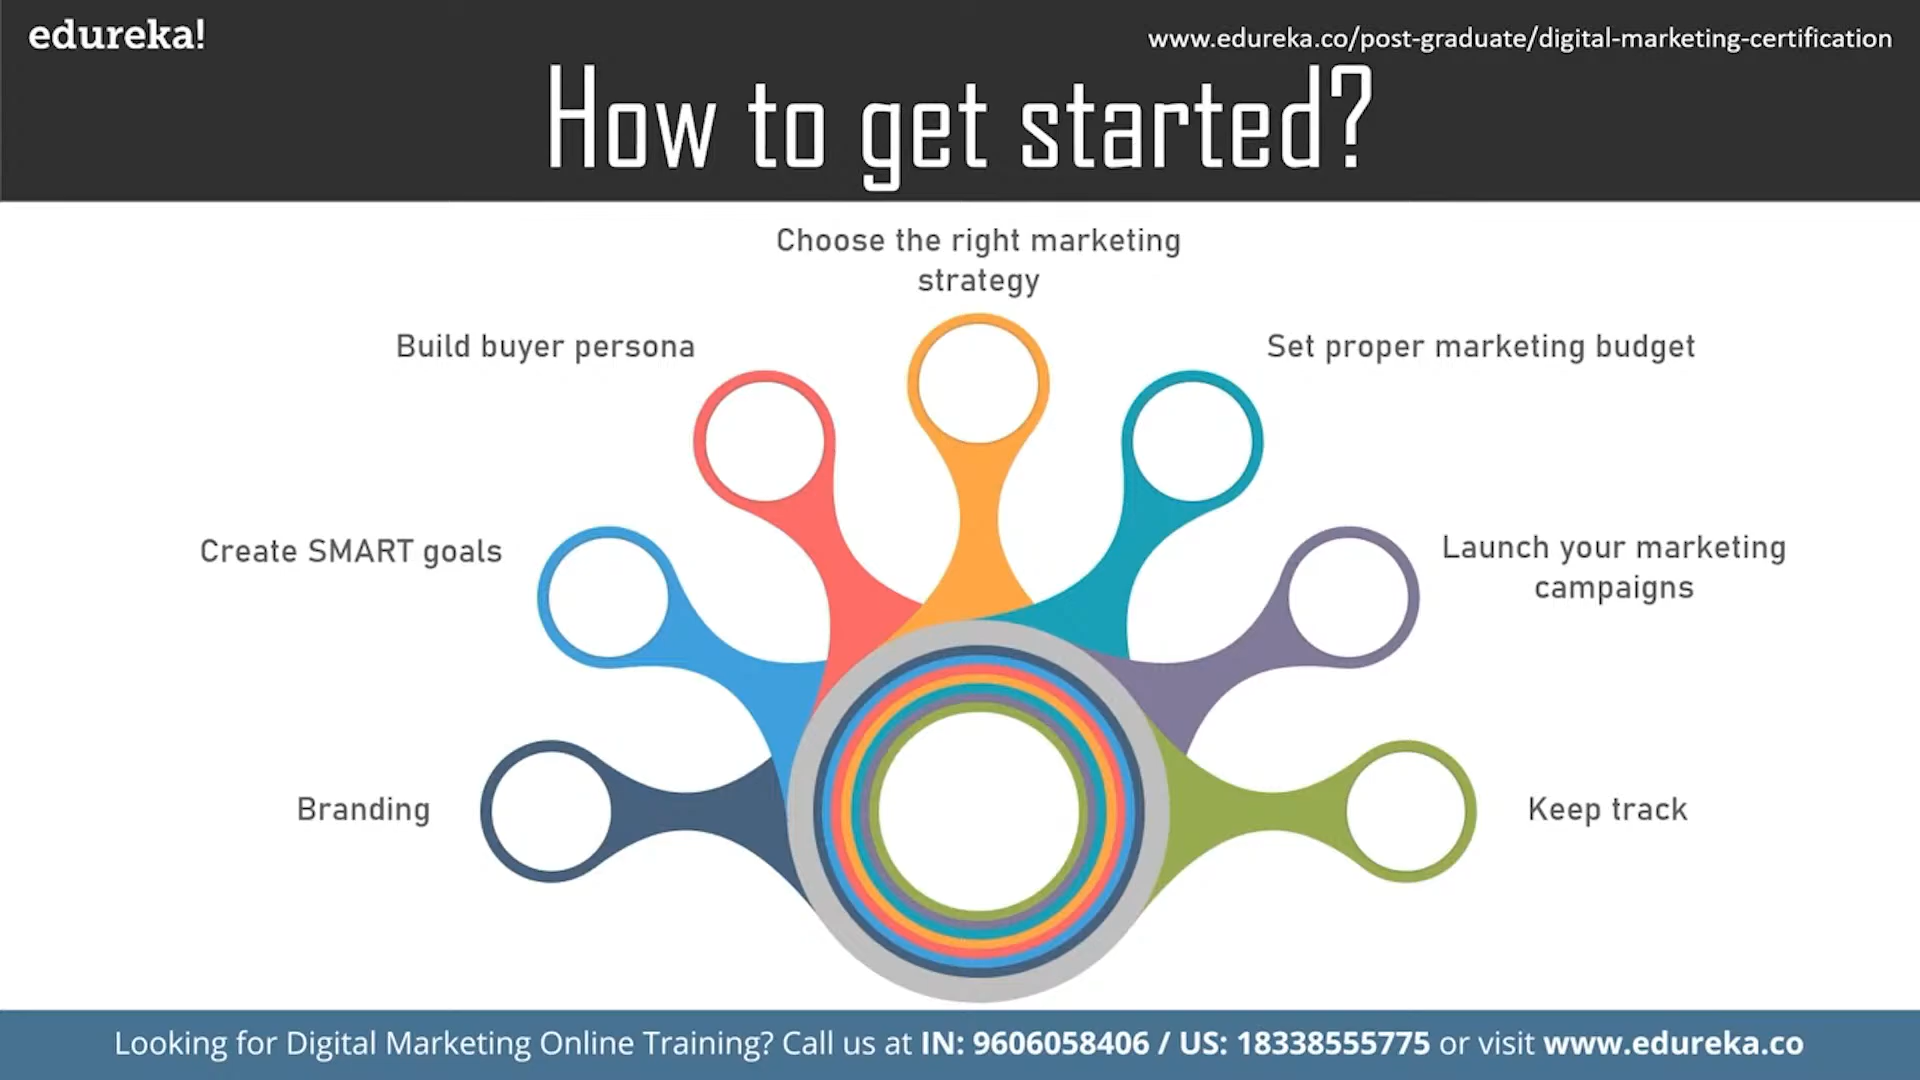 edureka!
www.edureka.co/post-graduate/digital-marketing-certification
How to get started?
Choose the right marketing
strategy
Build buyer persona
Set proper marketing budget
Create SMART goals
Launch your marketing
campaigns
Branding
Keep track
Looking for Digital Marketing Online Training? Call us at IN: 9606058406 / US: 18338555775 or visit www.edureka.co